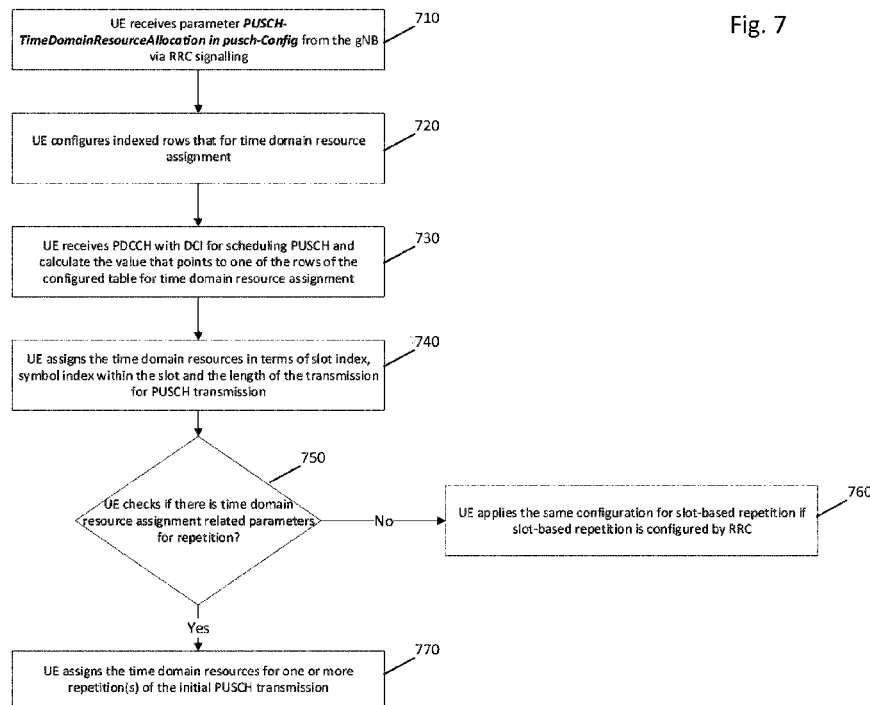 Fig. 7
710
UE receives parameter PUSCH-
TimeDomainResourceAllocation in pusch-Config from the gNB
via RRC signalling
720
UE configures indexed rows that for time domain resource
assignment
730
UE receives PDCCH with DCI for scheduling PUSCH and
calculate the value that points to one of the rows of the
configured table for time domain resource assignment
740
UE assigns the time domain resources in terms of slot index,
symbol index within the slot and the length of the transmission
for PUSCH transmission
750
UE checks if there is time domain
resource assignment related parameters
for repetition?
No
760
UE applies the same configuration for slot-based repetition if
slot-based repetition is configured by RRC
Yes
770
UE assigns the time domain resources for one or more
repetition(s) of the initial PUSCH transmission